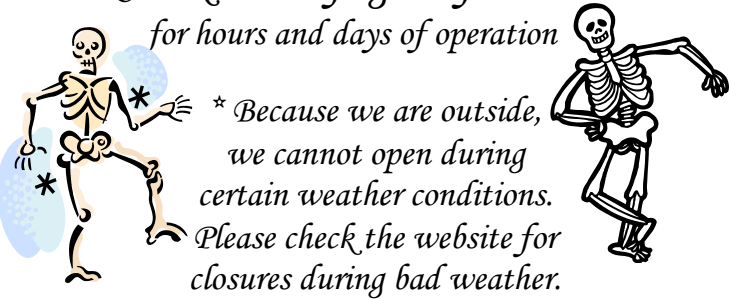 for hours and days of operation
* Because we are outside,
we cannot open during
certain weather conditions.
Please check the website for
closures during bad weather.